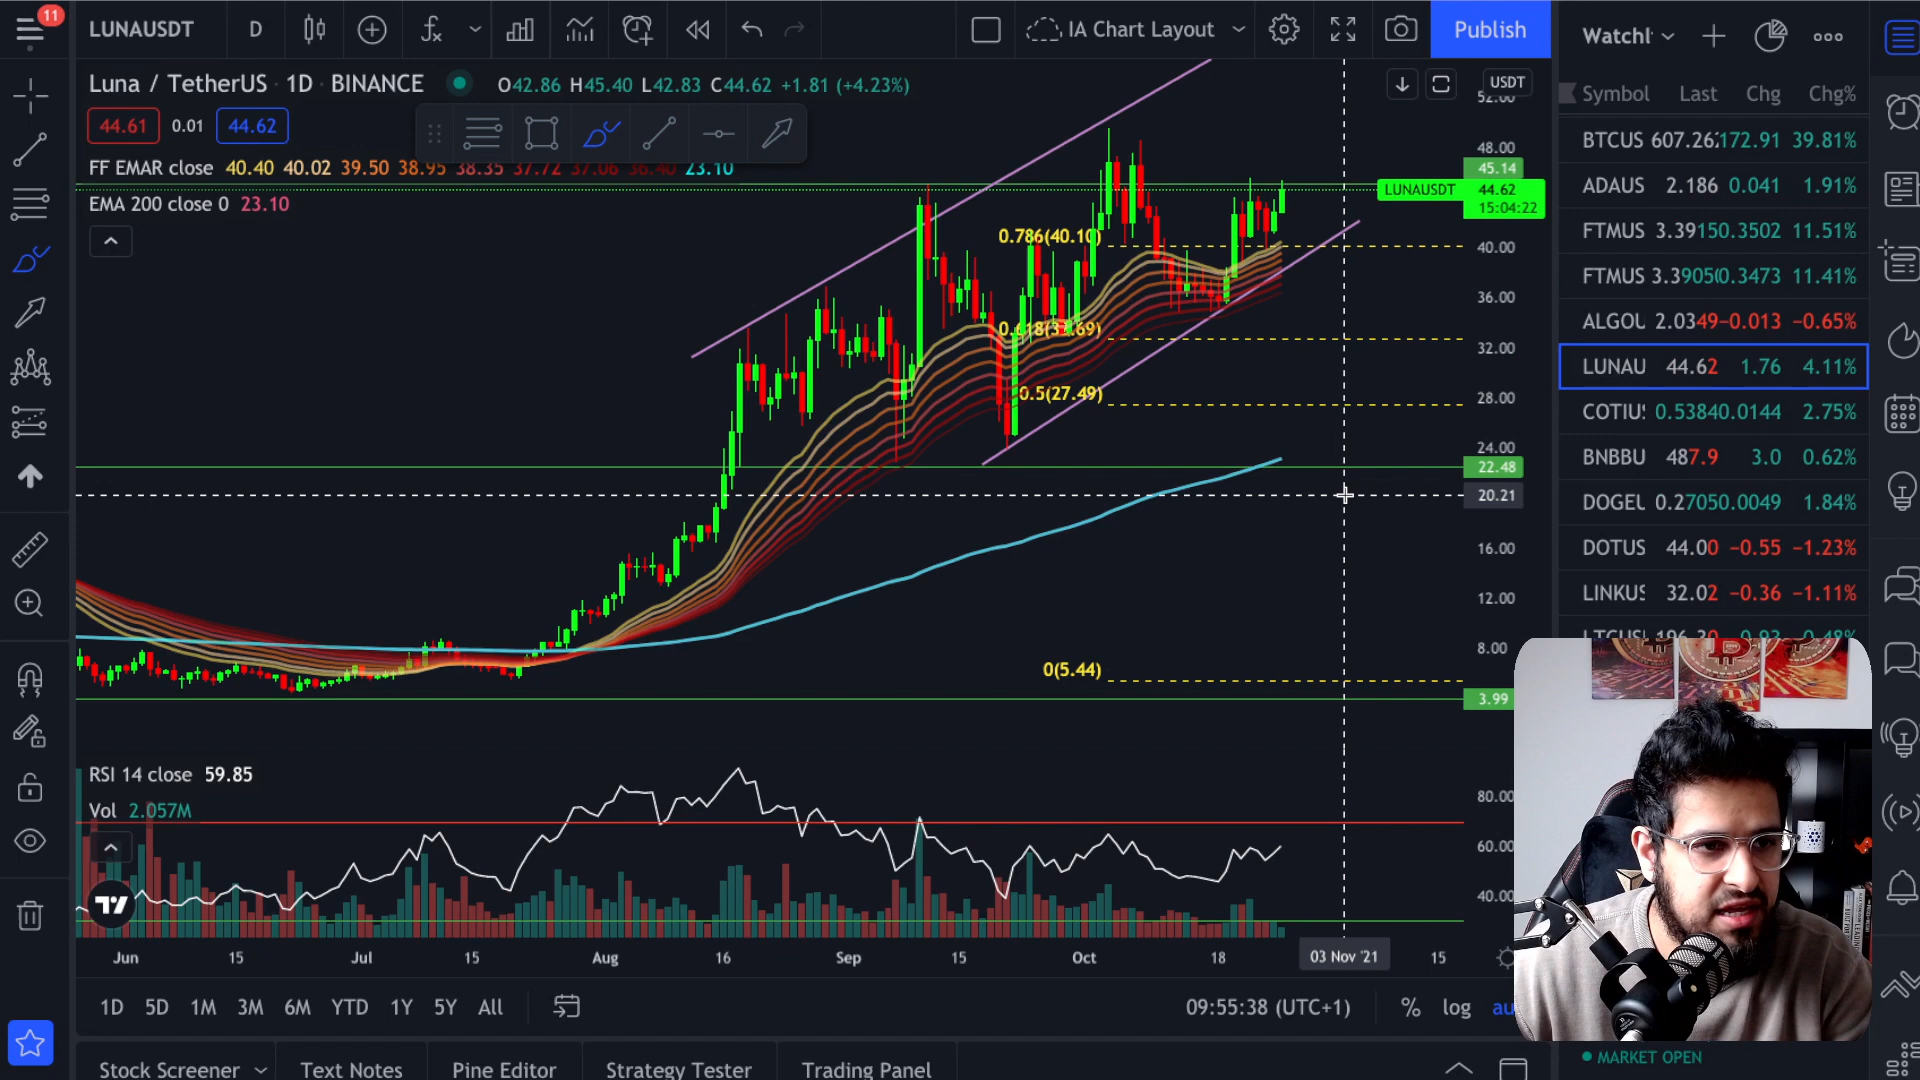 11
LUNAUSDT D IA Chart Layout Publish
Luna / TetherUS · 1D · BINANCE O42.86 H45.40 L42.83 C44.62 +1.81 (+4.23%)
44.61 0.01 44.62
FF EMAR close 40.40 40.02 39.50 38.95 38.35 37.72 37.06 36.40 23.10
EMA 200 close 0 23.10
USDT
52.00
48.00
45.14
LUNAUSDT 44.62
15:04:22
40.00
36.00
32.00
28.00
24.00
22.48
20.21
16.00
12.00
8.00
3.99
0.786(40.10)
0.5(27.49)
0(5.44)
RSI 14 close 59.85
Vol 2.057M
80.00
60.00
40.00
Jun 15 Jul 15 Aug 16 Sep 15 Oct 18 03 Nov '21 15
1D 5D 1M 3M 6M YTD 1Y 5Y All 09:55:38 (UTC+1) % log au
Stock Screener Text Notes Pine Editor Strategy Tester Trading Panel
Watchl
Symbol Last Chg Chg%
BTCUS 607.26 172.91 39.81%
ADAUS 2.186 0.041 1.91%
FTMUS 3.3915 0.3502 11.51%
FTMUS 3.3905 0.3473 11.41%
ALGOU 2.0349 −0.013 −0.65%
LUNAU 44.62 1.76 4.11%
COTIUS 0.5384 0.0144 2.75%
BNBBU 487.9 3.0 0.62%
DOGEU 0.2705 0.0049 1.84%
DOTUS 44.00 −0.55 −1.23%
LINKUS 32.02 −0.36 −1.11%
MARKET OPEN